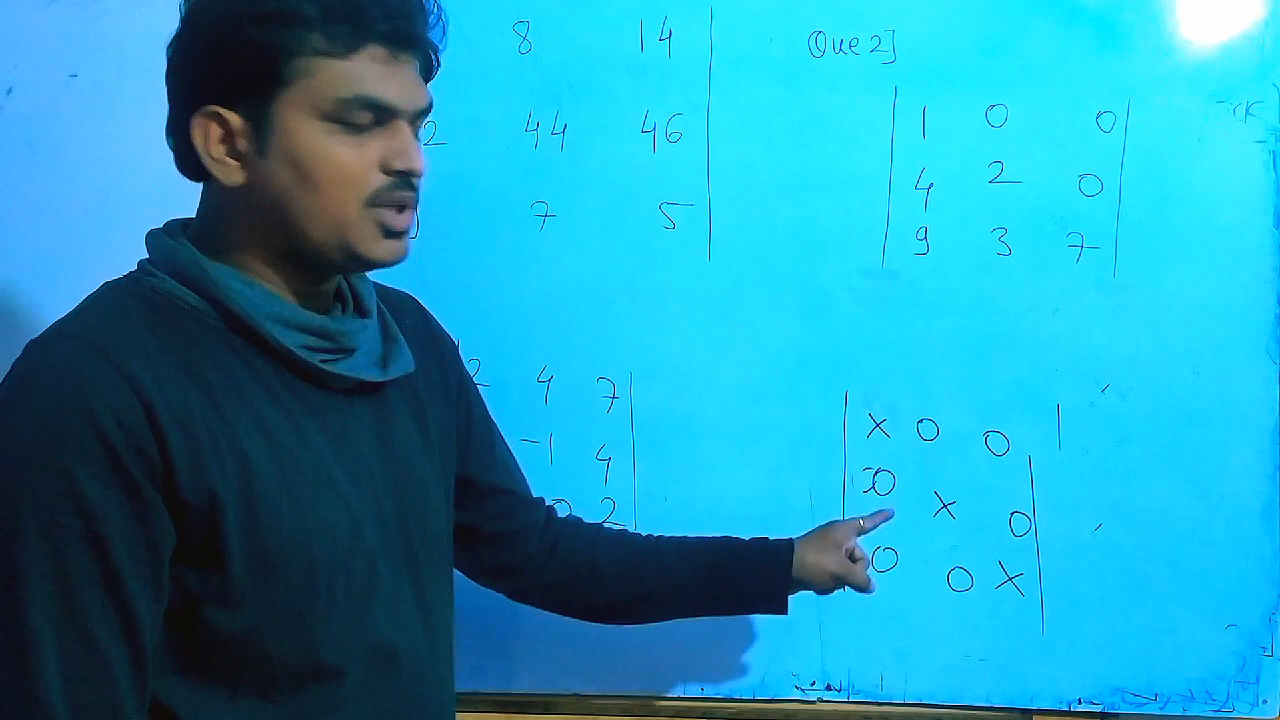 8 14
2 44 46
7 5
Que 2]
1 0 0
4 2 0
9 3 7
2 4 7
-1 4
0 2
x 0 0
0 x 0
0 0 x